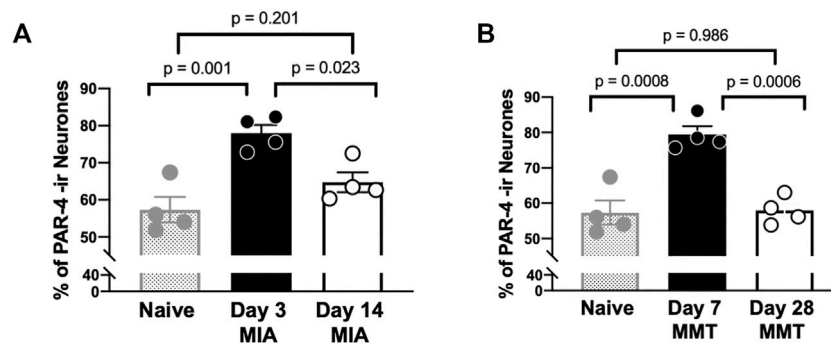 A
p = 0.201
p = 0.001
p = 0.023
% of PAR-4 -ir Neurones
90
80
70
60
50
40
0
Naive
Day 3
MIA
Day 14
MIA
B
p = 0.986
p = 0.0008
p = 0.0006
% of PAR-4 -ir Neurones
90
80
70
60
50
40
0
Naive
Day 7
MMT
Day 28
MMT